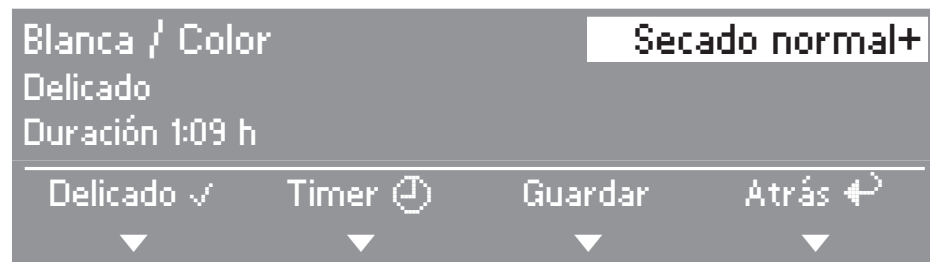 Blanca / Color Secado normal+
Delicado
Duración 1:09 h
Delicado ✓ Timer Guardar Atrás